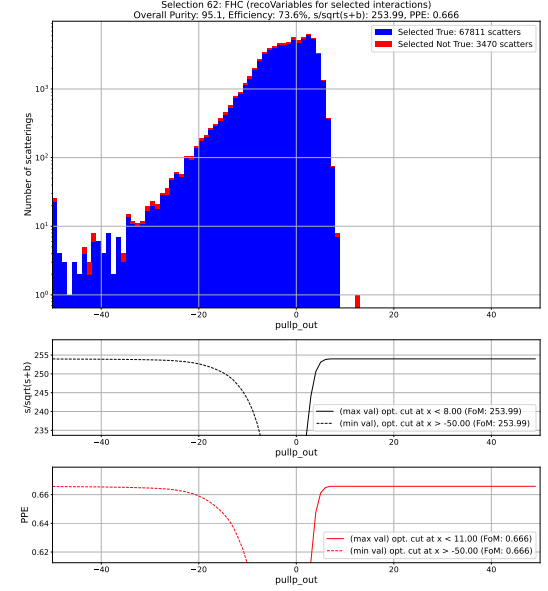 Selection 62: FHC (recoVariables for selected interactions)
Overall Purity: 95.1, Efficiency: 73.6%, s/sqrt(s+b): 253.99, PPE: 0.666
Selected True: 67811 scatters
Selected Not True: 3470 scatters
Number of scatterings
10³
10²
10¹
10⁰
−40 −20 0 20 40
pullp_out
s/sqrt(s+b)
255
250
245
240
235
(max val) opt. cut at x < 8.00 (FoM: 253.99)
(min val), opt. cut at x > -50.00 (FoM: 253.99)
−40 −20 0 20 40
pullp_out
PPE
0.66
0.64
0.62
(max val) opt. cut at x < 11.00 (FoM: 0.666)
(min val) opt. cut at x > -50.00 (FoM: 0.666)
−40 −20 0 20 40
pullp_out